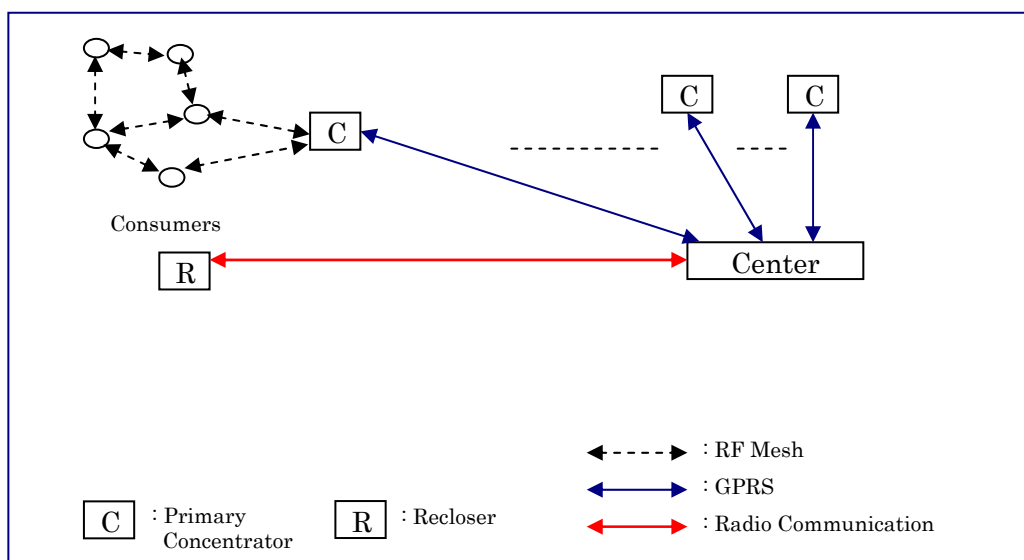 C
C
C
Consumers
R
Center
: RF Mesh
: GPRS
: Radio Communication
C
: Primary
Concentrator
R
: Recloser